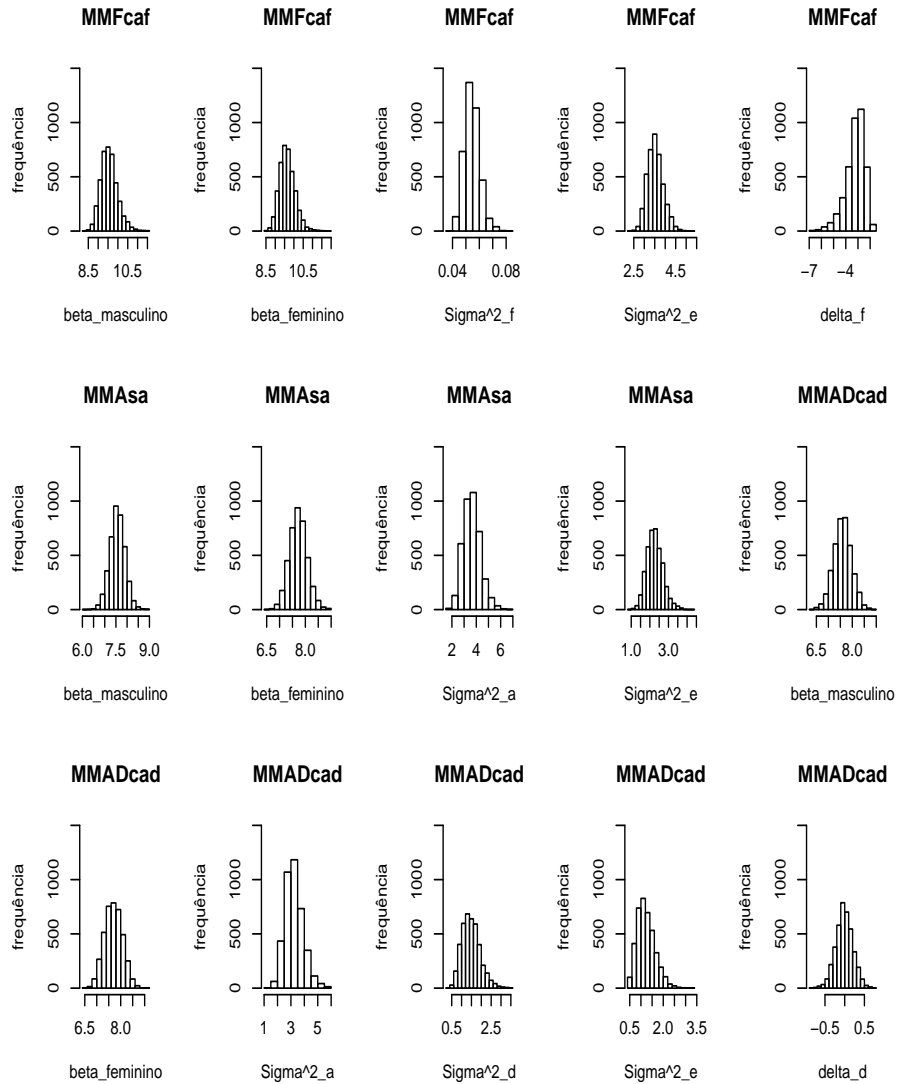 MMFcaf MMFcaf MMFcaf MMFcaf MMFcaf
frequência frequência frequência frequência frequência
0 500 1000 0 500 1000 0 500 1000 0 500 1000 0 500 1000
8.5 10.5 8.5 10.5 0.04 0.08 2.5 4.5 −7 −4
beta_masculino beta_feminino Sigma^2_f Sigma^2_e delta_f
MMAsa MMAsa MMAsa MMAsa MMADcad
frequência frequência frequência frequência frequência
0 500 1000 0 500 1000 0 500 1000 0 500 1000 0 500 1000
6.0 7.5 9.0 6.5 8.0 2 4 6 1.0 3.0 6.5 8.0
beta_masculino beta_feminino Sigma^2_a Sigma^2_e beta_masculino
MMADcad MMADcad MMADcad MMADcad MMADcad
frequência frequência frequência frequência frequência
0 500 1000 0 500 1000 0 500 1000 0 500 1000 0 500 1000
6.5 8.0 1 3 5 0.5 2.5 0.5 2.0 3.5 −0.5 0.5
beta_feminino Sigma^2_a Sigma^2_d Sigma^2_e delta_d